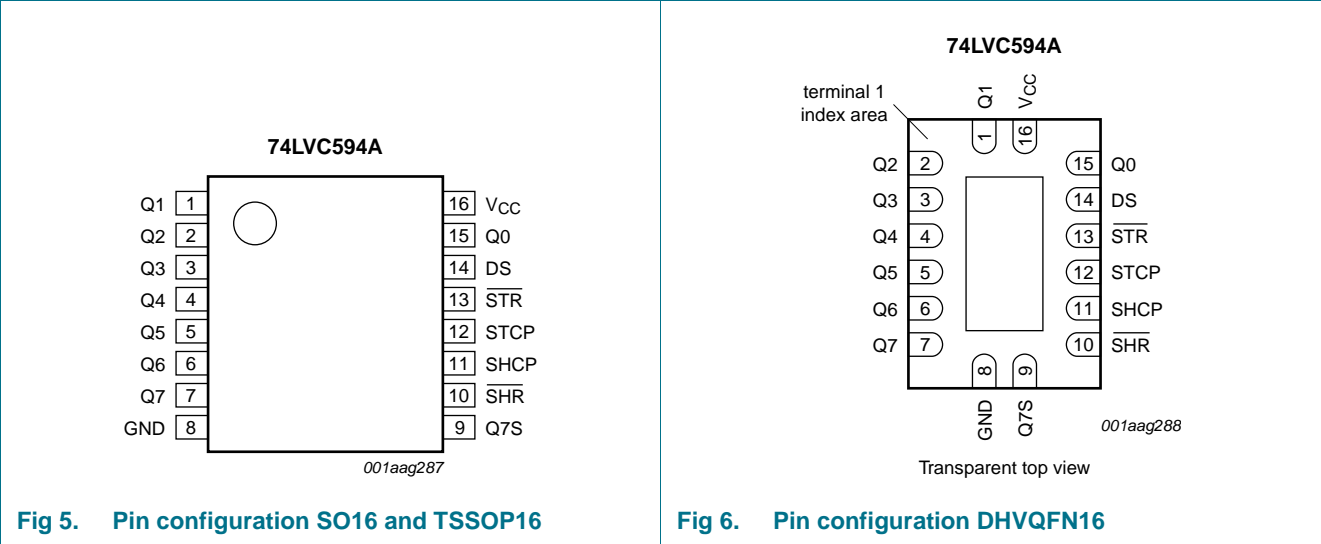 74LVC594A
Q1 1 16 VCC
Q2 2 15 Q0
Q3 3 14 DS
Q4 4 13 STR
Q5 5 12 STCP
Q6 6 11 SHCP
Q7 7 10 SHR
GND 8 9 Q7S
001aag287
Fig 5. Pin configuration SO16 and TSSOP16
74LVC594A
terminal 1
index area
Q1 VCC
1 16
Q2 2 15 Q0
Q3 3 14 DS
Q4 4 13 STR
Q5 5 12 STCP
Q6 6 11 SHCP
Q7 7 10 SHR
8 9
GND Q7S
001aag288
Transparent top view
Fig 6. Pin configuration DHVQFN16